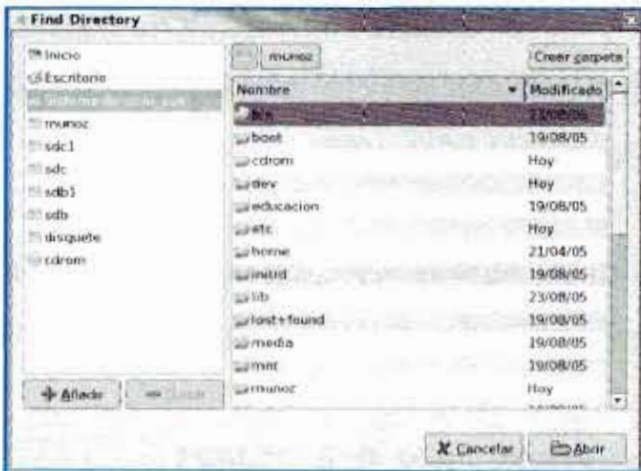 Find Directory
Inicio
Escritorio
munoz
sdc1
sdc
sdb1
sdb
disquete
cdrom
Añadir
munoz
Crear carpeta
Nombre Modificado
bin 23/08/05
boot 19/08/05
cdrom Hoy
dev Hoy
educacion 19/08/05
etc Hoy
home 21/04/05
initrd 19/08/05
lib 23/08/05
lost+found 19/08/05
media 19/08/05
mnt 19/08/05
munoz Hoy
Cancelar Abrir